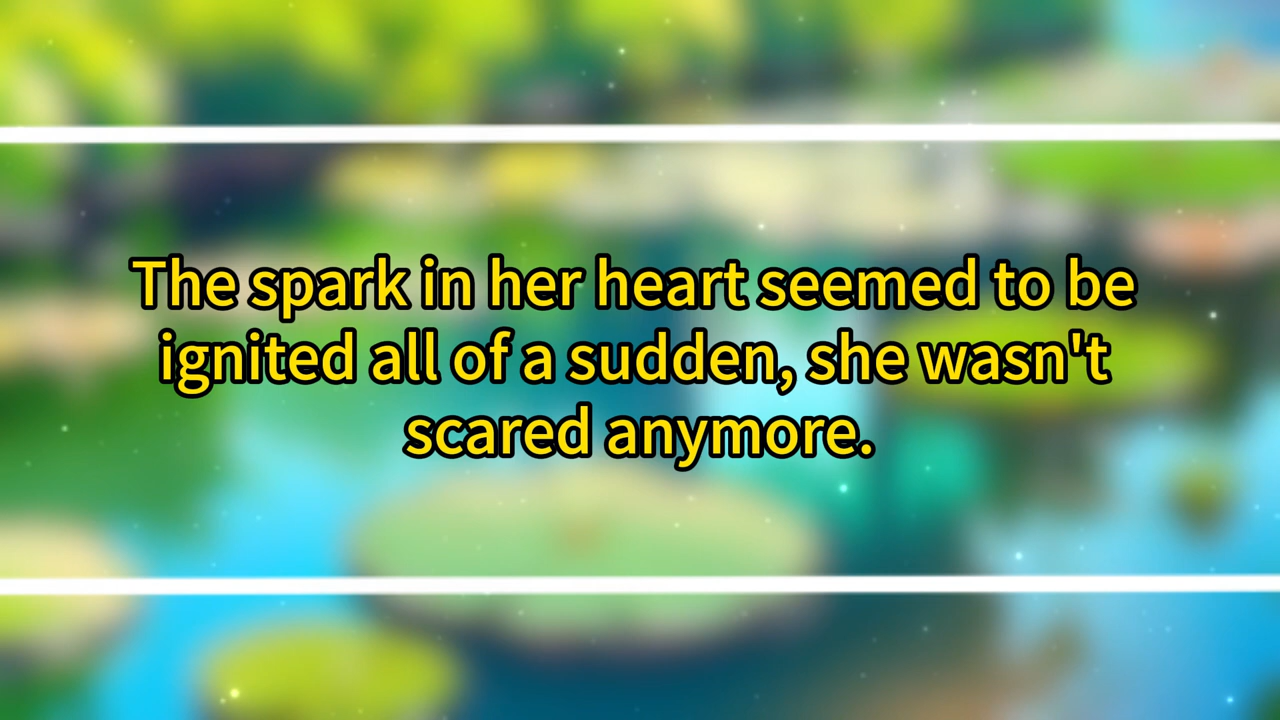 The spark in her heart seemed to be
ignited all of a sudden, she wasn't
scared anymore.